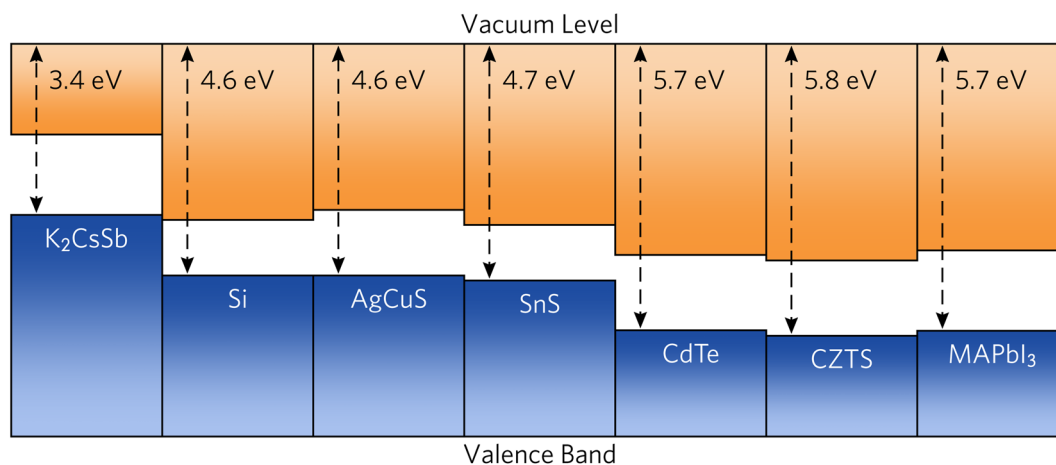 Vacuum Level
3.4 eV 4.6 eV 4.6 eV 4.7 eV 5.7 eV 5.8 eV 5.7 eV
K₂CsSb Si AgCuS SnS CdTe CZTS MAPbI₃
Valence Band